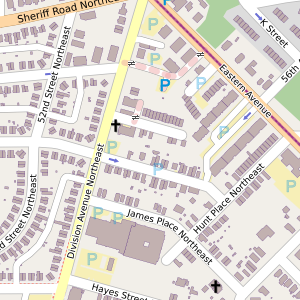 Sheriff Road Northe
K Street
52nd Street Northeast
Eastern Avenue
56th
P
P
P
P
P
Division Avenue Northeast
P
P
P
P
d Street Northeast
James Place Northeast
Hunt Place Northeast
P
Hayes Street